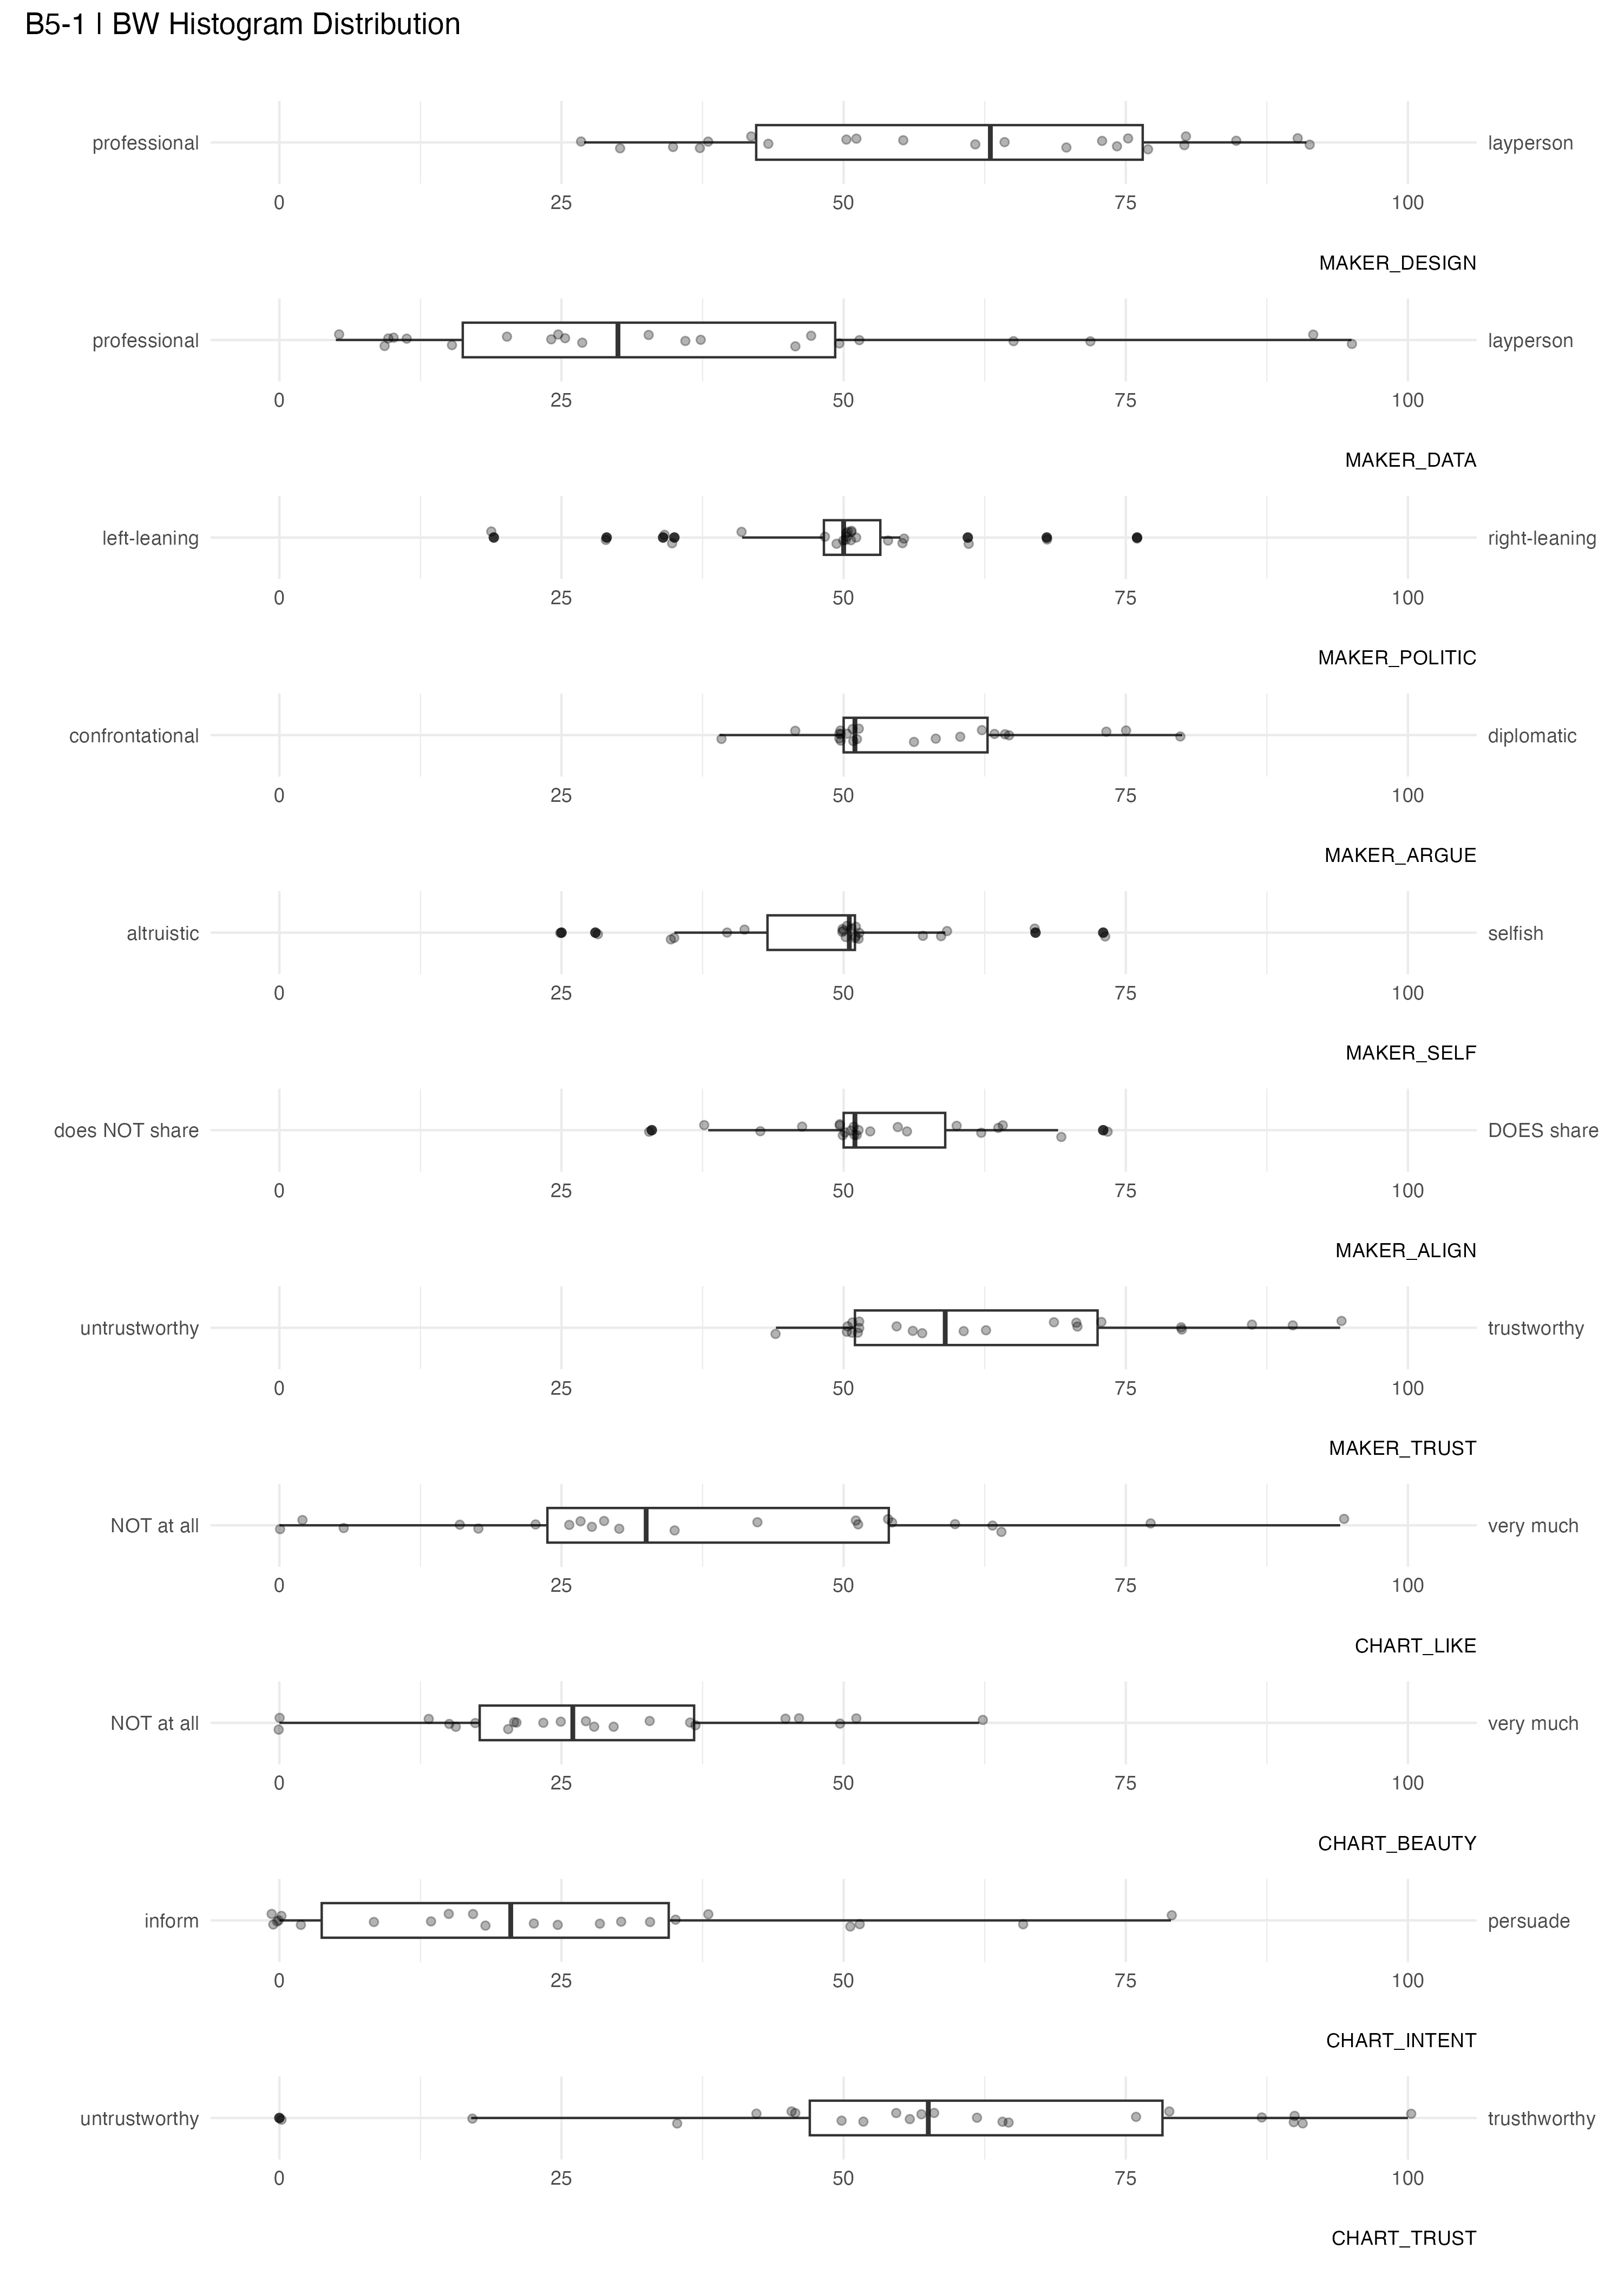 B5-1 | BW Histogram Distribution
professional layperson
0 25 50 75 100
MAKER_DESIGN
professional layperson
0 25 50 75 100
MAKER_DATA
left-leaning right-leaning
0 25 50 75 100
MAKER_POLITIC
confrontational diplomatic
0 25 50 75 100
MAKER_ARGUE
altruistic selfish
0 25 50 75 100
MAKER_SELF
does NOT share DOES share
0 25 50 75 100
MAKER_ALIGN
untrustworthy trustworthy
0 25 50 75 100
MAKER_TRUST
NOT at all very much
0 25 50 75 100
CHART_LIKE
NOT at all very much
0 25 50 75 100
CHART_BEAUTY
inform persuade
0 25 50 75 100
CHART_INTENT
untrustworthy trusthworthy
0 25 50 75 100
CHART_TRUST